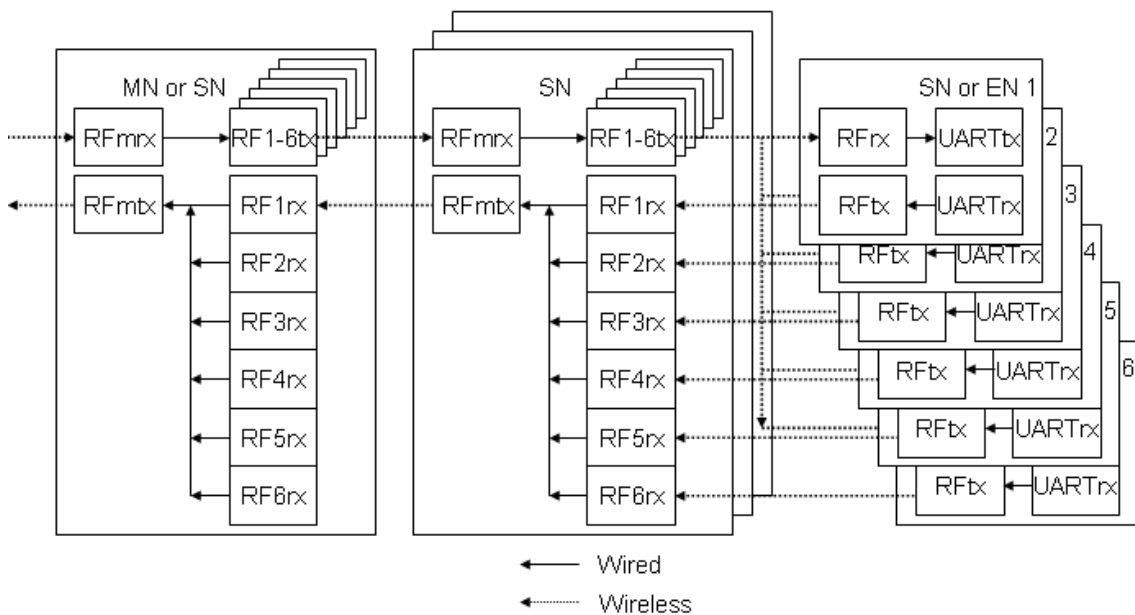 MN or SN
RFmrx
RF1-6tx
RFmtx
RF1rx
RF2rx
RF3rx
RF4rx
RF5rx
RF6rx
SN
RFmrx
RF1-6tx
RFmtx
RF1rx
RF2rx
RF3rx
RF4rx
RF5rx
RF6rx
SN or EN 1
RFrx
UARTtx
RFtx
UARTrx
2
RFtx
UARTrx
3
RFtx
UARTrx
4
RFtx
UARTrx
5
RFtx
UARTrx
6
RFtx
UARTrx
Wired
Wireless